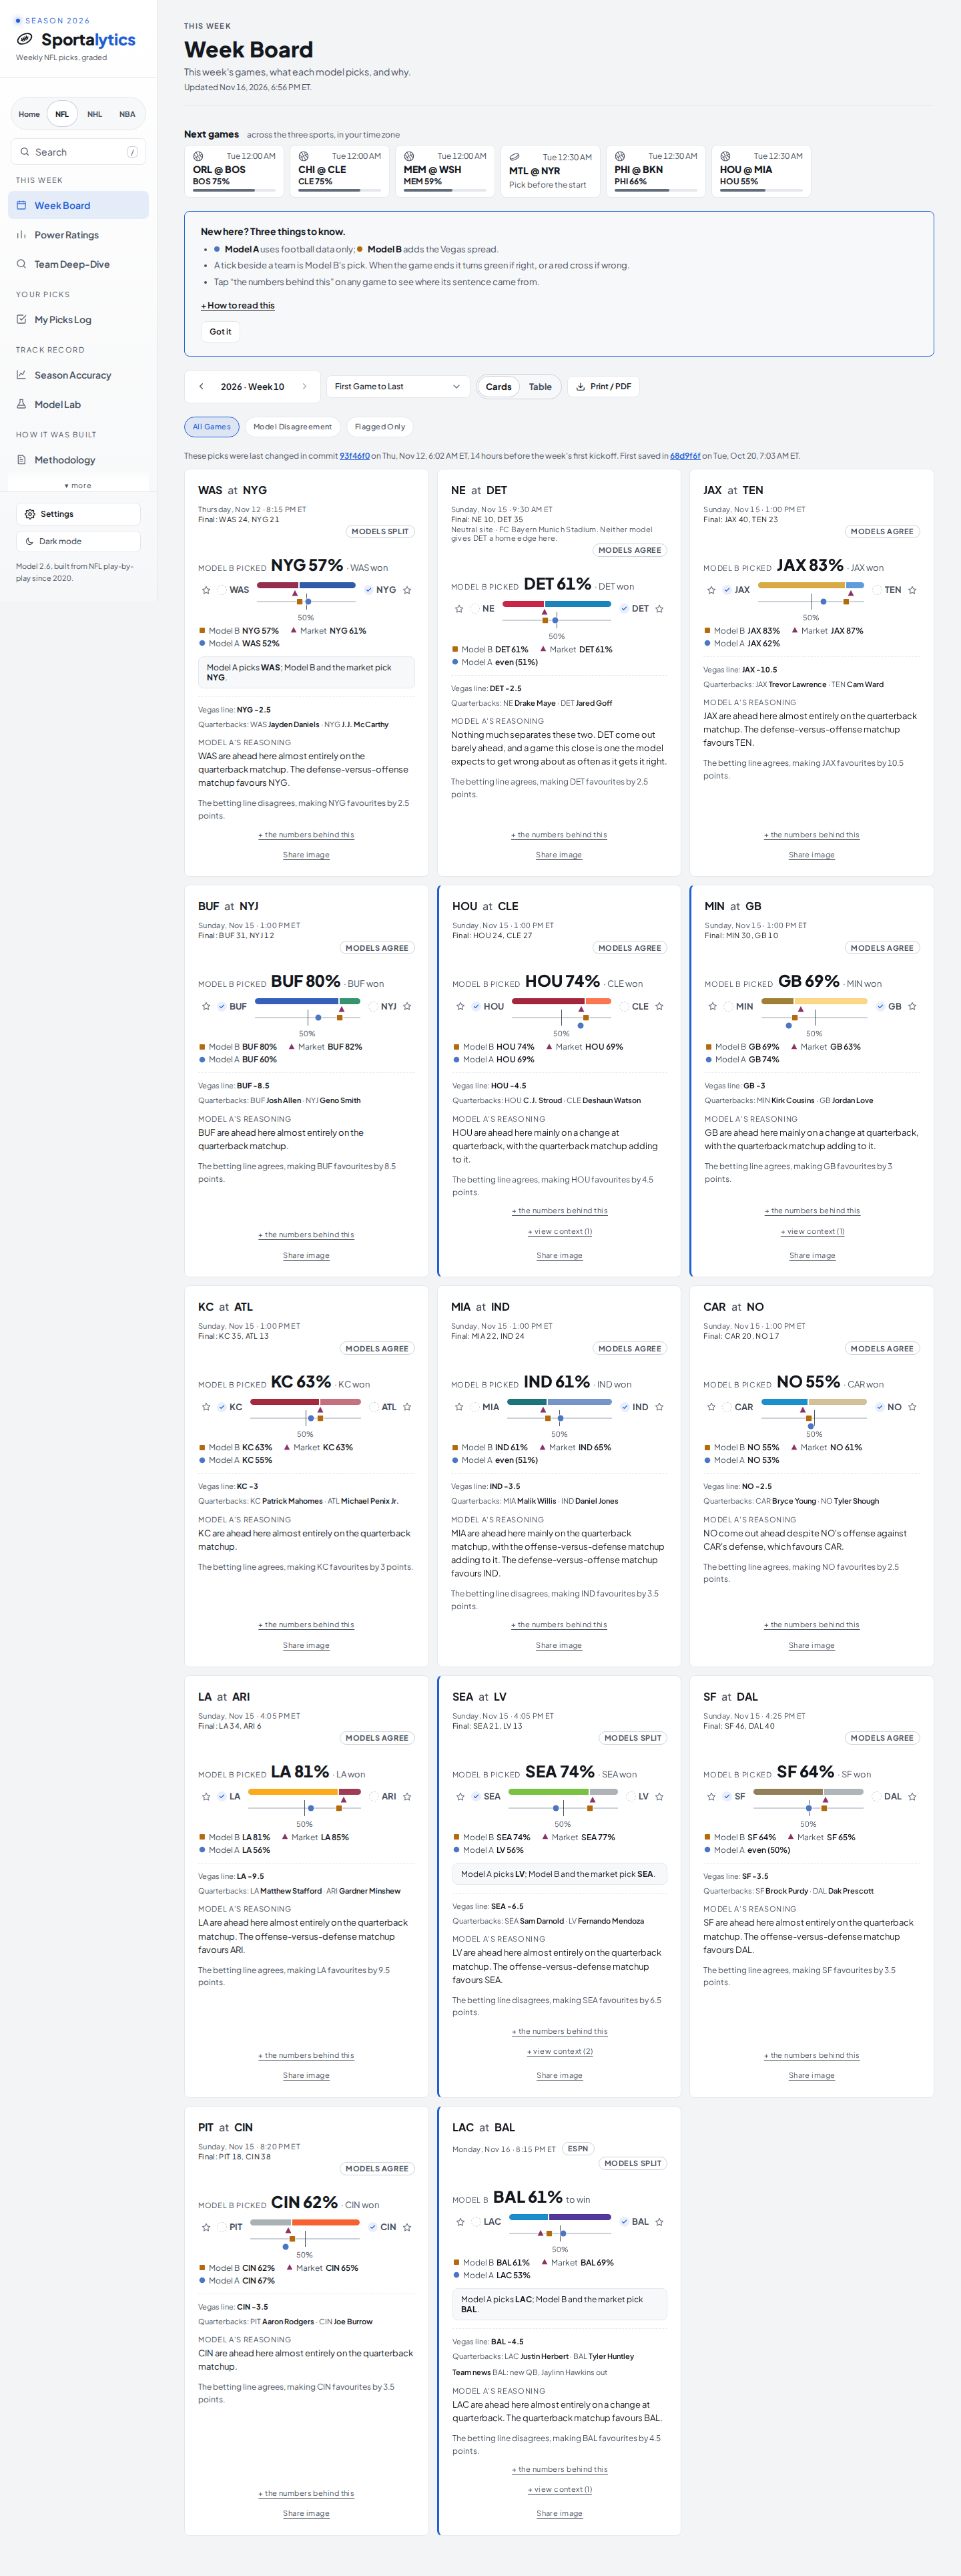 SEASON 2026
Sportalytics
Weekly NFL picks, graded
Home NFL NHL NBA
Search /
THIS WEEK
Week Board
Power Ratings
Team Deep-Dive
YOUR PICKS
My Picks Log
TRACK RECORD
Season Accuracy
Model Lab
HOW IT WAS BUILT
Methodology
▾ more
Settings
Dark mode
Model 2.6, built from NFL play-by-
play since 2020.
THIS WEEK
Week Board
This week's games, what each model picks, and why.
Updated Nov 16, 2026, 6:56 PM ET.
Next games across the three sports, in your time zone
Tue 12:00 AM
ORL @ BOS
BOS 75%
Tue 12:00 AM
CHI @ CLE
CLE 75%
Tue 12:00 AM
MEM @ WSH
MEM 59%
Tue 12:30 AM
MTL @ NYR
Pick before the start
Tue 12:30 AM
PHI @ BKN
PHI 66%
Tue 12:30 AM
HOU @ MIA
HOU 55%
New here? Three things to know.
• Model A uses football data only; Model B adds the Vegas spread.
• A tick beside a team is Model B's pick. When the game ends it turns green if right, or a red cross if wrong.
• Tap "the numbers behind this" on any game to see where its sentence came from.
+ How to read this
Got it
2026 · Week 10
First Game to Last
Cards Table
Print / PDF
All Games Model Disagreement Flagged Only
These picks were last changed in commit 93f46f0 on Thu, Nov 12, 6:02 AM ET, 14 hours before the week's first kickoff. First saved in 68d9f6f on Tue, Oct 20, 7:03 AM ET.
WAS at NYG
Thursday, Nov 12 · 8:15 PM ET
Final: WAS 24, NYG 21
MODELS SPLIT
MODEL B PICKED NYG 57% · WAS won
WAS NYG
50%
Model B NYG 57% Market NYG 61%
Model A WAS 52%
Model A picks WAS; Model B and the market pick
NYG.
Vegas line: NYG -2.5
Quarterbacks: WAS Jayden Daniels · NYG J.J. McCarthy
MODEL A'S REASONING
WAS are ahead here almost entirely on the
quarterback matchup. The defense-versus-offense
matchup favours NYG.
The betting line disagrees, making NYG favourites by 2.5
points.
+ the numbers behind this
Share image
NE at DET
Sunday, Nov 15 · 9:30 AM ET
Final: NE 10, DET 35
Neutral site · FC Bayern Munich Stadium. Neither model
gives DET a home edge here.
MODELS AGREE
MODEL B PICKED DET 61% · DET won
NE DET
50%
Model B DET 61% Market DET 61%
Model A even (51%)
Vegas line: DET -2.5
Quarterbacks: NE Drake Maye · DET Jared Goff
MODEL A'S REASONING
Nothing much separates these two. DET come out
barely ahead, and a game this close is one the model
expects to get wrong about as often as it gets it right.
The betting line agrees, making DET favourites by 2.5
points.
+ the numbers behind this
Share image
JAX at TEN
Sunday, Nov 15 · 1:00 PM ET
Final: JAX 40, TEN 23
MODELS AGREE
MODEL B PICKED JAX 83% · JAX won
JAX TEN
50%
Model B JAX 83% Market JAX 87%
Model A JAX 62%
Vegas line: JAX -10.5
Quarterbacks: JAX Trevor Lawrence · TEN Cam Ward
MODEL A'S REASONING
JAX are ahead here almost entirely on the quarterback
matchup. The defense-versus-offense matchup
favours TEN.
The betting line agrees, making JAX favourites by 10.5
points.
+ the numbers behind this
Share image
BUF at NYJ
Sunday, Nov 15 · 1:00 PM ET
Final: BUF 31, NYJ 12
MODELS AGREE
MODEL B PICKED BUF 80% · BUF won
BUF NYJ
50%
Model B BUF 80% Market BUF 82%
Model A BUF 60%
Vegas line: BUF -8.5
Quarterbacks: BUF Josh Allen · NYJ Geno Smith
MODEL A'S REASONING
BUF are ahead here almost entirely on the
quarterback matchup.
The betting line agrees, making BUF favourites by 8.5
points.
+ the numbers behind this
Share image
HOU at CLE
Sunday, Nov 15 · 1:00 PM ET
Final: HOU 24, CLE 27
MODELS AGREE
MODEL B PICKED HOU 74% · CLE won
HOU CLE
50%
Model B HOU 74% Market HOU 69%
Model A HOU 69%
Vegas line: HOU -4.5
Quarterbacks: HOU C.J. Stroud · CLE Deshaun Watson
MODEL A'S REASONING
HOU are ahead here mainly on a change at
quarterback, with the quarterback matchup adding
to it.
The betting line agrees, making HOU favourites by 4.5
points.
+ the numbers behind this
+ view context (1)
Share image
MIN at GB
Sunday, Nov 15 · 1:00 PM ET
Final: MIN 30, GB 10
MODELS AGREE
MODEL B PICKED GB 69% · MIN won
MIN GB
50%
Model B GB 69% Market GB 63%
Model A GB 74%
Vegas line: GB -3
Quarterbacks: MIN Kirk Cousins · GB Jordan Love
MODEL A'S REASONING
GB are ahead here mainly on a change at quarterback,
with the quarterback matchup adding to it.
The betting line agrees, making GB favourites by 3
points.
+ the numbers behind this
+ view context (1)
Share image
KC at ATL
Sunday, Nov 15 · 1:00 PM ET
Final: KC 35, ATL 13
MODELS AGREE
MODEL B PICKED KC 63% · KC won
KC ATL
50%
Model B KC 63% Market KC 63%
Model A KC 55%
Vegas line: KC -3
Quarterbacks: KC Patrick Mahomes · ATL Michael Penix Jr.
MODEL A'S REASONING
KC are ahead here almost entirely on the quarterback
matchup.
The betting line agrees, making KC favourites by 3 points.
+ the numbers behind this
Share image
MIA at IND
Sunday, Nov 15 · 1:00 PM ET
Final: MIA 22, IND 24
MODELS AGREE
MODEL B PICKED IND 61% · IND won
MIA IND
50%
Model B IND 61% Market IND 65%
Model A even (51%)
Vegas line: IND -3.5
Quarterbacks: MIA Malik Willis · IND Daniel Jones
MODEL A'S REASONING
MIA are ahead here mainly on the quarterback
matchup, with the offense-versus-defense matchup
adding to it. The defense-versus-offense matchup
favours IND.
The betting line disagrees, making IND favourites by 3.5
points.
+ the numbers behind this
Share image
CAR at NO
Sunday, Nov 15 · 1:00 PM ET
Final: CAR 20, NO 17
MODELS AGREE
MODEL B PICKED NO 55% · CAR won
CAR NO
50%
Model B NO 55% Market NO 61%
Model A NO 53%
Vegas line: NO -2.5
Quarterbacks: CAR Bryce Young · NO Tyler Shough
MODEL A'S REASONING
NO come out ahead despite NO's offense against
CAR's defense, which favours CAR.
The betting line agrees, making NO favourites by 2.5
points.
+ the numbers behind this
Share image
LA at ARI
Sunday, Nov 15 · 4:05 PM ET
Final: LA 34, ARI 6
MODELS AGREE
MODEL B PICKED LA 81% · LA won
LA ARI
50%
Model B LA 81% Market LA 85%
Model A LA 56%
Vegas line: LA -9.5
Quarterbacks: LA Matthew Stafford · ARI Gardner Minshew
MODEL A'S REASONING
LA are ahead here almost entirely on the quarterback
matchup. The offense-versus-defense matchup
favours ARI.
The betting line agrees, making LA favourites by 9.5
points.
+ the numbers behind this
Share image
SEA at LV
Sunday, Nov 15 · 4:05 PM ET
Final: SEA 21, LV 13
MODELS SPLIT
MODEL B PICKED SEA 74% · SEA won
SEA LV
50%
Model B SEA 74% Market SEA 77%
Model A LV 56%
Model A picks LV; Model B and the market pick SEA.
Vegas line: SEA -6.5
Quarterbacks: SEA Sam Darnold · LV Fernando Mendoza
MODEL A'S REASONING
LV are ahead here almost entirely on the quarterback
matchup. The offense-versus-defense matchup
favours SEA.
The betting line disagrees, making SEA favourites by 6.5
points.
+ the numbers behind this
+ view context (2)
Share image
SF at DAL
Sunday, Nov 15 · 4:25 PM ET
Final: SF 46, DAL 40
MODELS AGREE
MODEL B PICKED SF 64% · SF won
SF DAL
50%
Model B SF 64% Market SF 65%
Model A even (50%)
Vegas line: SF -3.5
Quarterbacks: SF Brock Purdy · DAL Dak Prescott
MODEL A'S REASONING
SF are ahead here almost entirely on the quarterback
matchup. The offense-versus-defense matchup
favours DAL.
The betting line agrees, making SF favourites by 3.5
points.
+ the numbers behind this
Share image
PIT at CIN
Sunday, Nov 15 · 8:20 PM ET
Final: PIT 18, CIN 38
MODELS AGREE
MODEL B PICKED CIN 62% · CIN won
PIT CIN
50%
Model B CIN 62% Market CIN 65%
Model A CIN 67%
Vegas line: CIN -3.5
Quarterbacks: PIT Aaron Rodgers · CIN Joe Burrow
MODEL A'S REASONING
CIN are ahead here almost entirely on the quarterback
matchup.
The betting line agrees, making CIN favourites by 3.5
points.
+ the numbers behind this
Share image
LAC at BAL
Monday, Nov 16 · 8:15 PM ET ESPN
MODELS SPLIT
MODEL B BAL 61% to win
LAC BAL
50%
Model B BAL 61% Market BAL 69%
Model A LAC 53%
Model A picks LAC; Model B and the market pick
BAL.
Vegas line: BAL -4.5
Quarterbacks: LAC Justin Herbert · BAL Tyler Huntley
Team news BAL: new QB, Jaylinn Hawkins out
MODEL A'S REASONING
LAC are ahead here almost entirely on a change at
quarterback. The quarterback matchup favours BAL.
The betting line disagrees, making BAL favourites by 4.5
points.
+ the numbers behind this
+ view context (1)
Share image